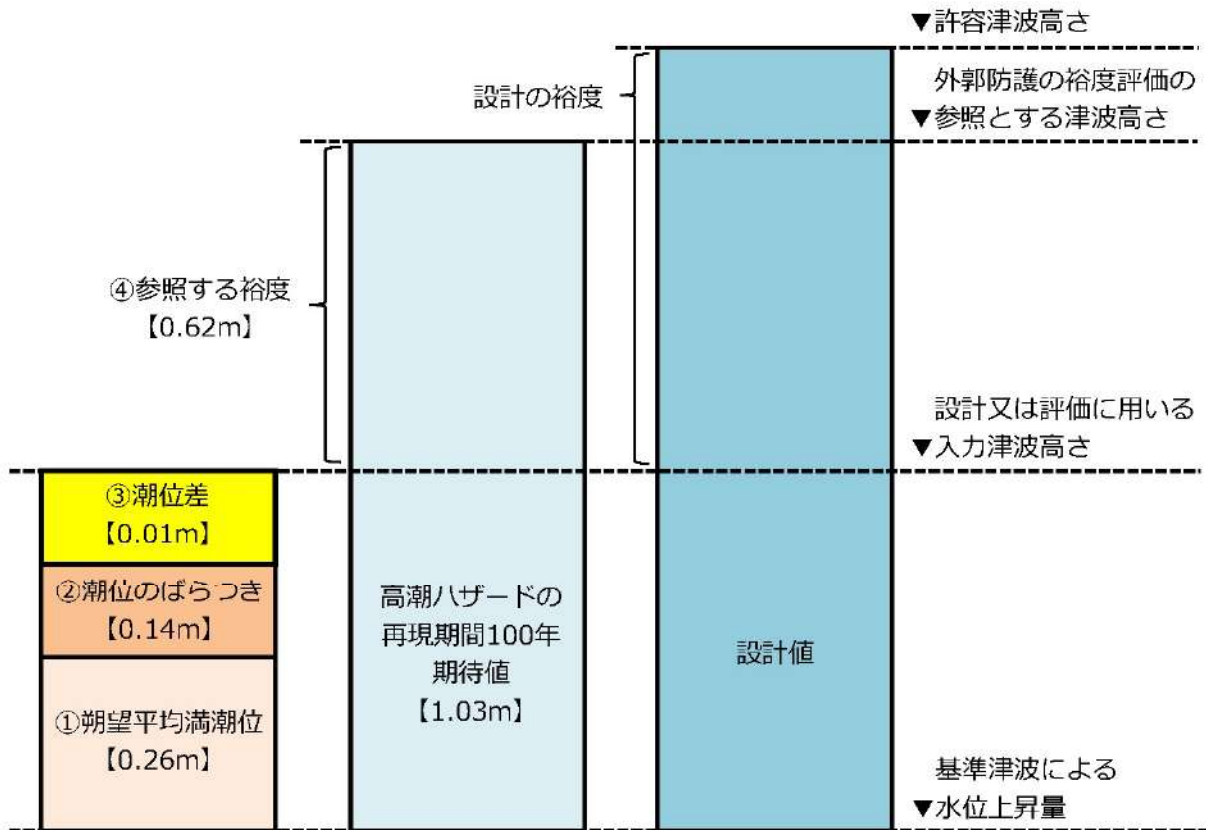 ▼許容津波高さ
外郭防護の裕度評価の
▼参照とする津波高さ
設計の裕度
④参照する裕度
【0.62m】
設計又は評価に用いる
▼入力津波高さ
③潮位差
【0.01m】
②潮位のばらつき
【0.14m】
①朔望平均満潮位
【0.26m】
高潮ハザードの
再現期間100年
期待値
【1.03m】
設計値
基準津波による
▼水位上昇量